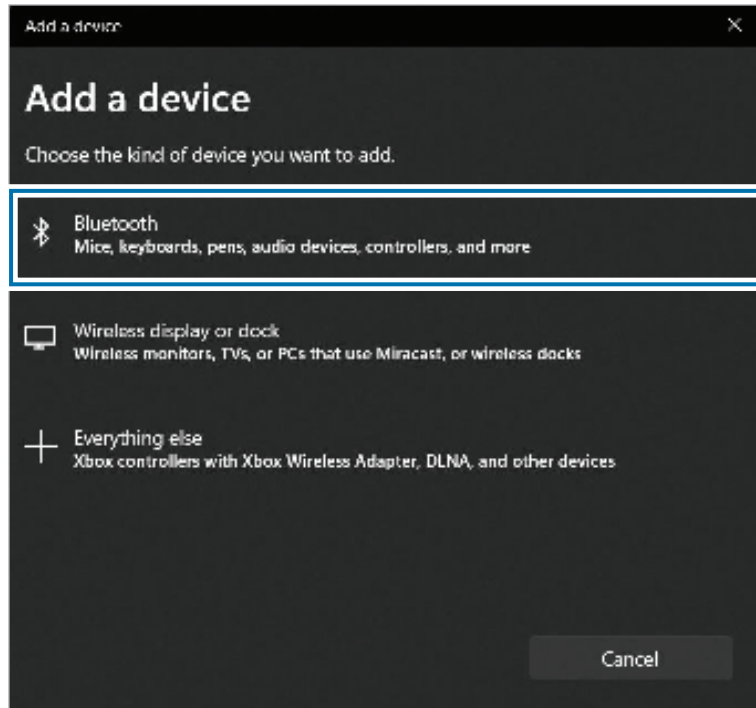 Add a device
Add a device
Choose the kind of device you want to add.
Bluetooth
Mice, keyboards, pens, audio devices, controllers, and more
Wireless display or dock
Wireless monitors, TVs, or PCs that use Miracast, or wireless docks
Everything else
Xbox controllers with Xbox Wireless Adapter, DLNA, and other devices
Cancel